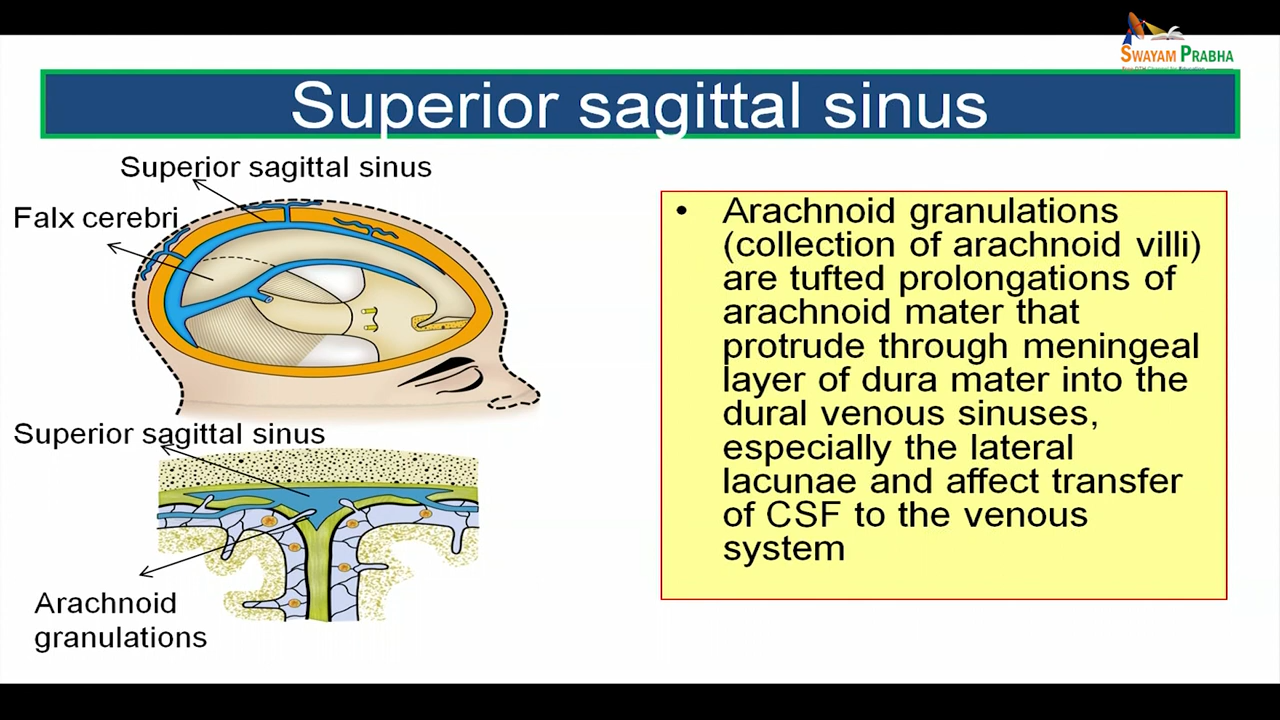 SWAYAM PRABHA
Superior sagittal sinus
Superior sagittal sinus
Falx cerebri
Superior sagittal sinus
Arachnoid
granulations
• Arachnoid granulations
(collection of arachnoid villi)
are tufted prolongations of
arachnoid mater that
protrude through meningeal
layer of dura mater into the
dural venous sinuses,
especially the lateral
lacunae and affect transfer
of CSF to the venous
system